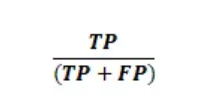 TP
(TP + FP)